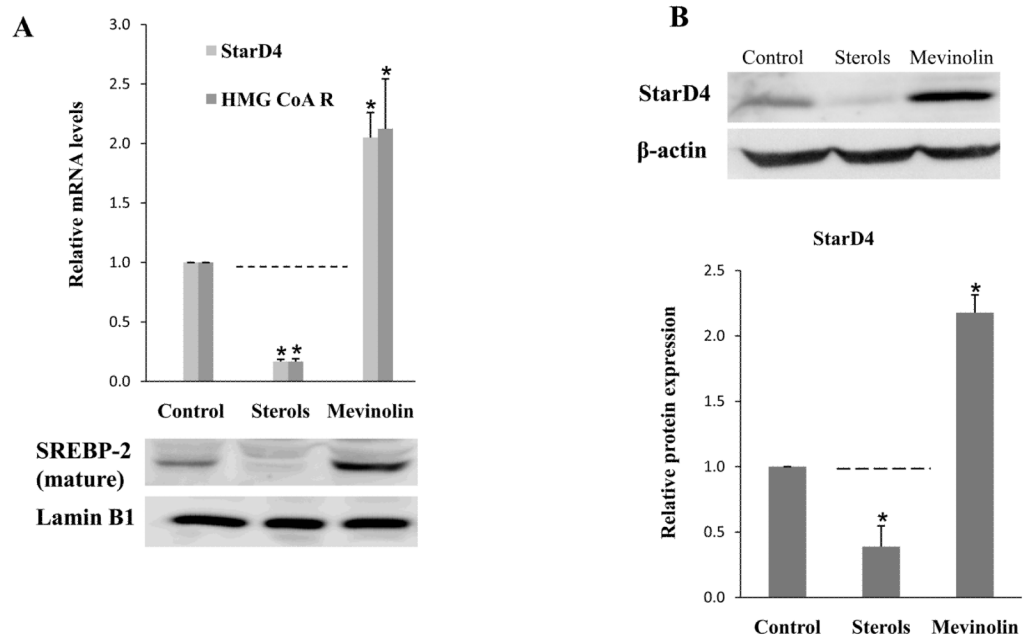 A
3.0
2.5
2.0
1.5
1.0
0.5
0.0
Relative mRNA levels
StarD4
HMG CoA R
*
*
* *
Control Sterols Mevinolin
SREBP-2
(mature)
Lamin B1
B
Control Sterols Mevinolin
StarD4
β-actin
StarD4
2.5
2.0
1.5
1.0
0.5
0.0
Relative protein expression
*
*
Control Sterols Mevinolin